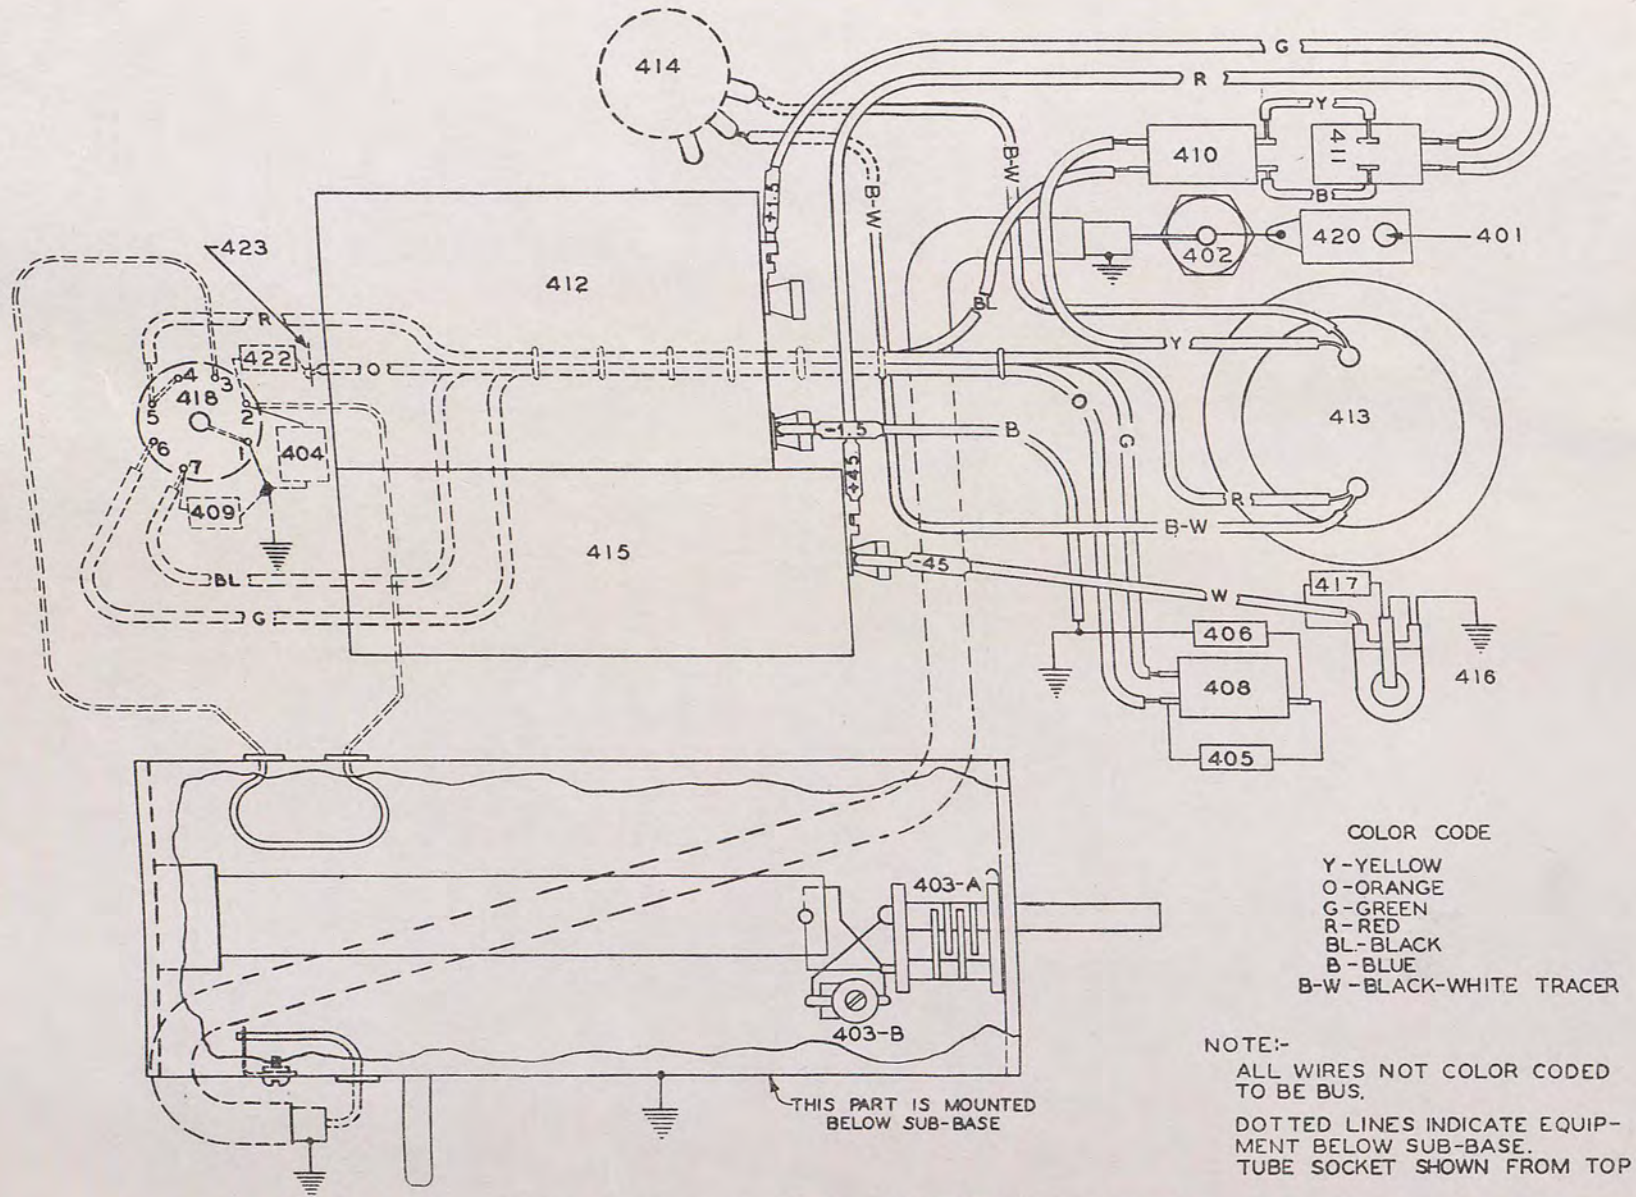 414
G
R
Y
410
411
B
B-W
B-W
+1.5
423
412
402
420
401
BL
R
422
O
4
3
418
5
2
6
1
7
404
409
Y
413
-1.5
B
O
G
+45
R
B-W
415
-45
W
417
BL
G
406
416
408
405
403-A
403-B
COLOR CODE
Y-YELLOW
O-ORANGE
G-GREEN
R-RED
BL-BLACK
B-BLUE
B-W-BLACK-WHITE TRACER
NOTE:-
ALL WIRES NOT COLOR CODED
TO BE BUS.
DOTTED LINES INDICATE EQUIP-
MENT BELOW SUB-BASE.
TUBE SOCKET SHOWN FROM TOP
THIS PART IS MOUNTED
BELOW SUB-BASE